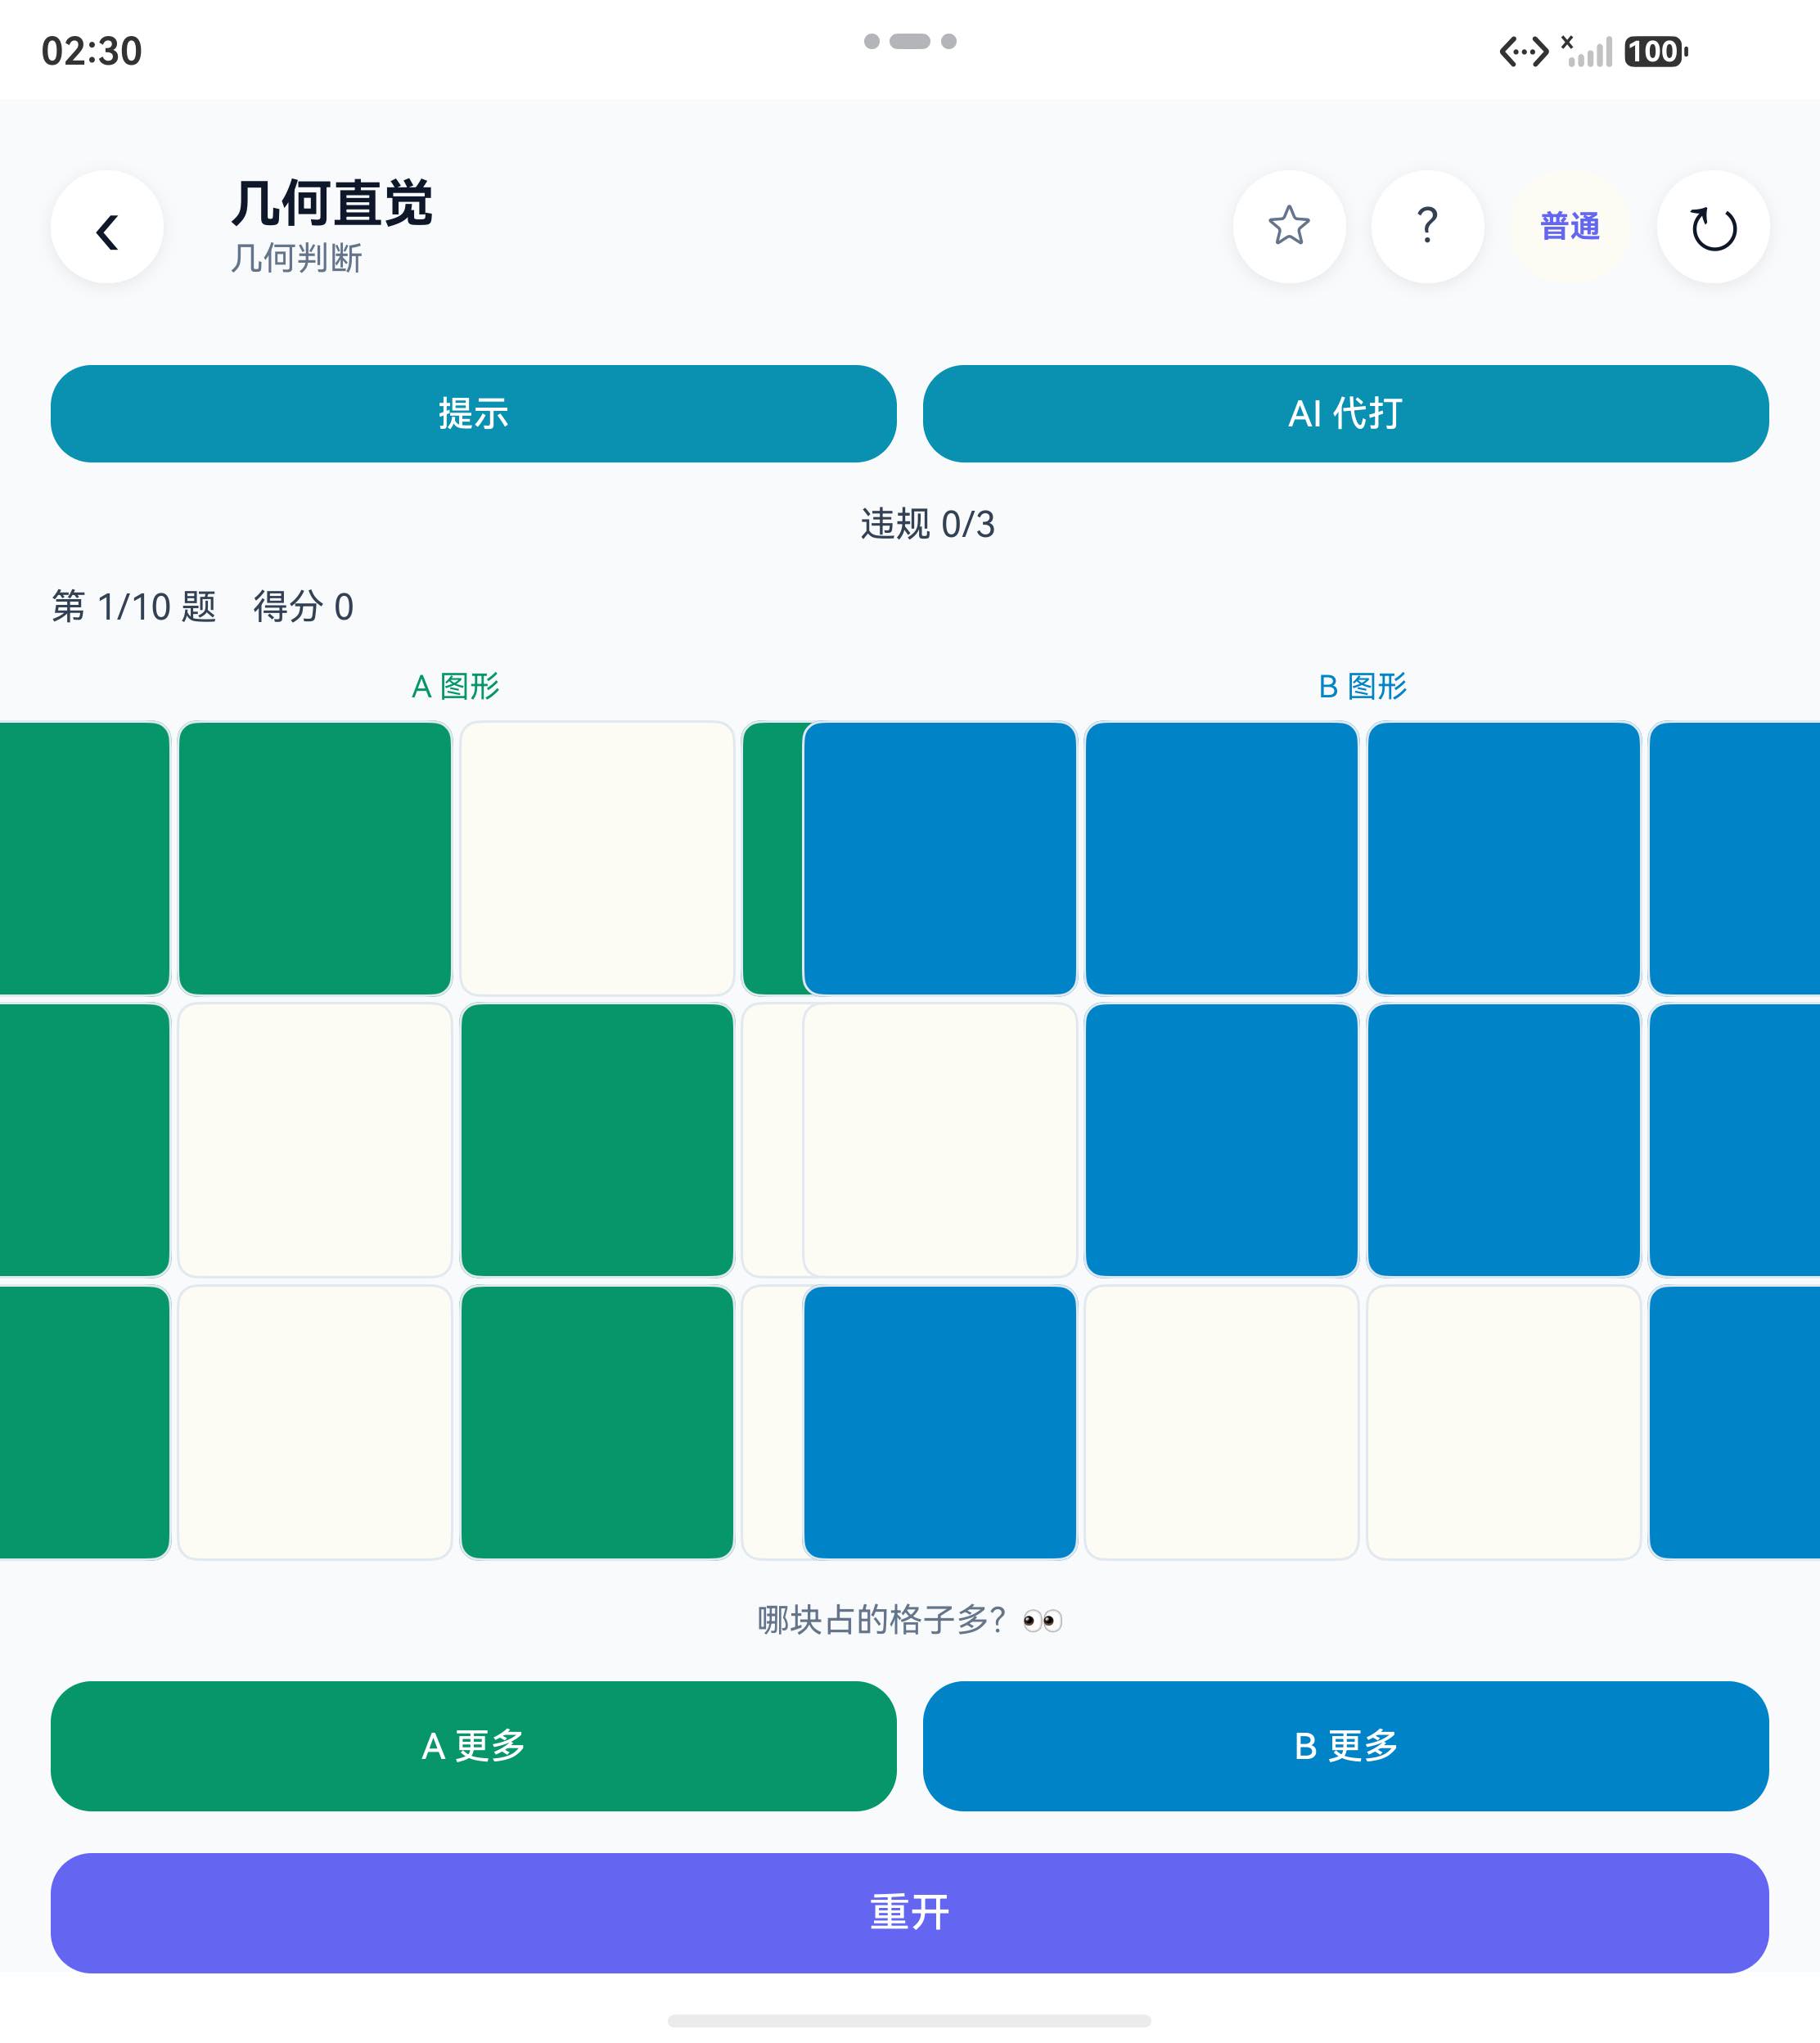 02:30
100
几何直觉
几何判断
?
普通
提示
AI 代打
违规 0/3
第 1/10 题 得分 0
A 图形
B 图形
哪块占的格子多？👀
A 更多
B 更多
重开